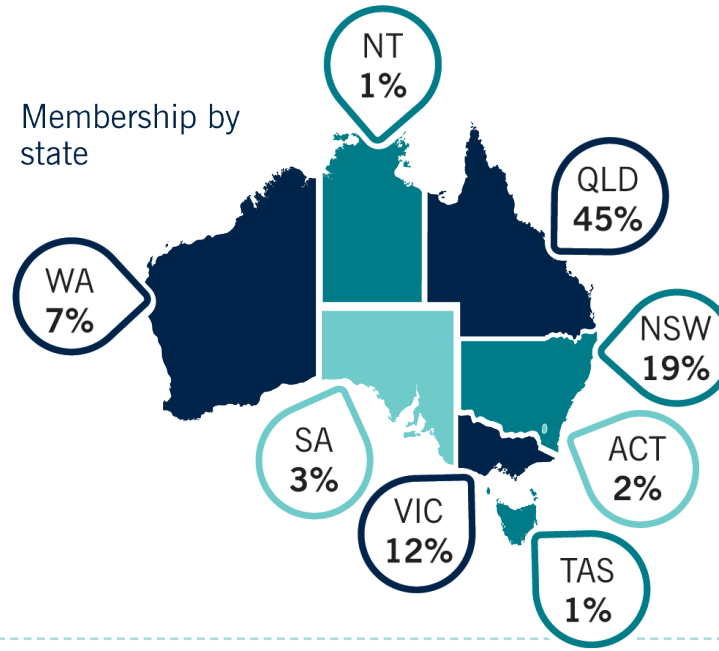 Membership by
state
NT
1%
QLD
45%
WA
7%
NSW
19%
SA
3%
ACT
2%
VIC
12%
TAS
1%